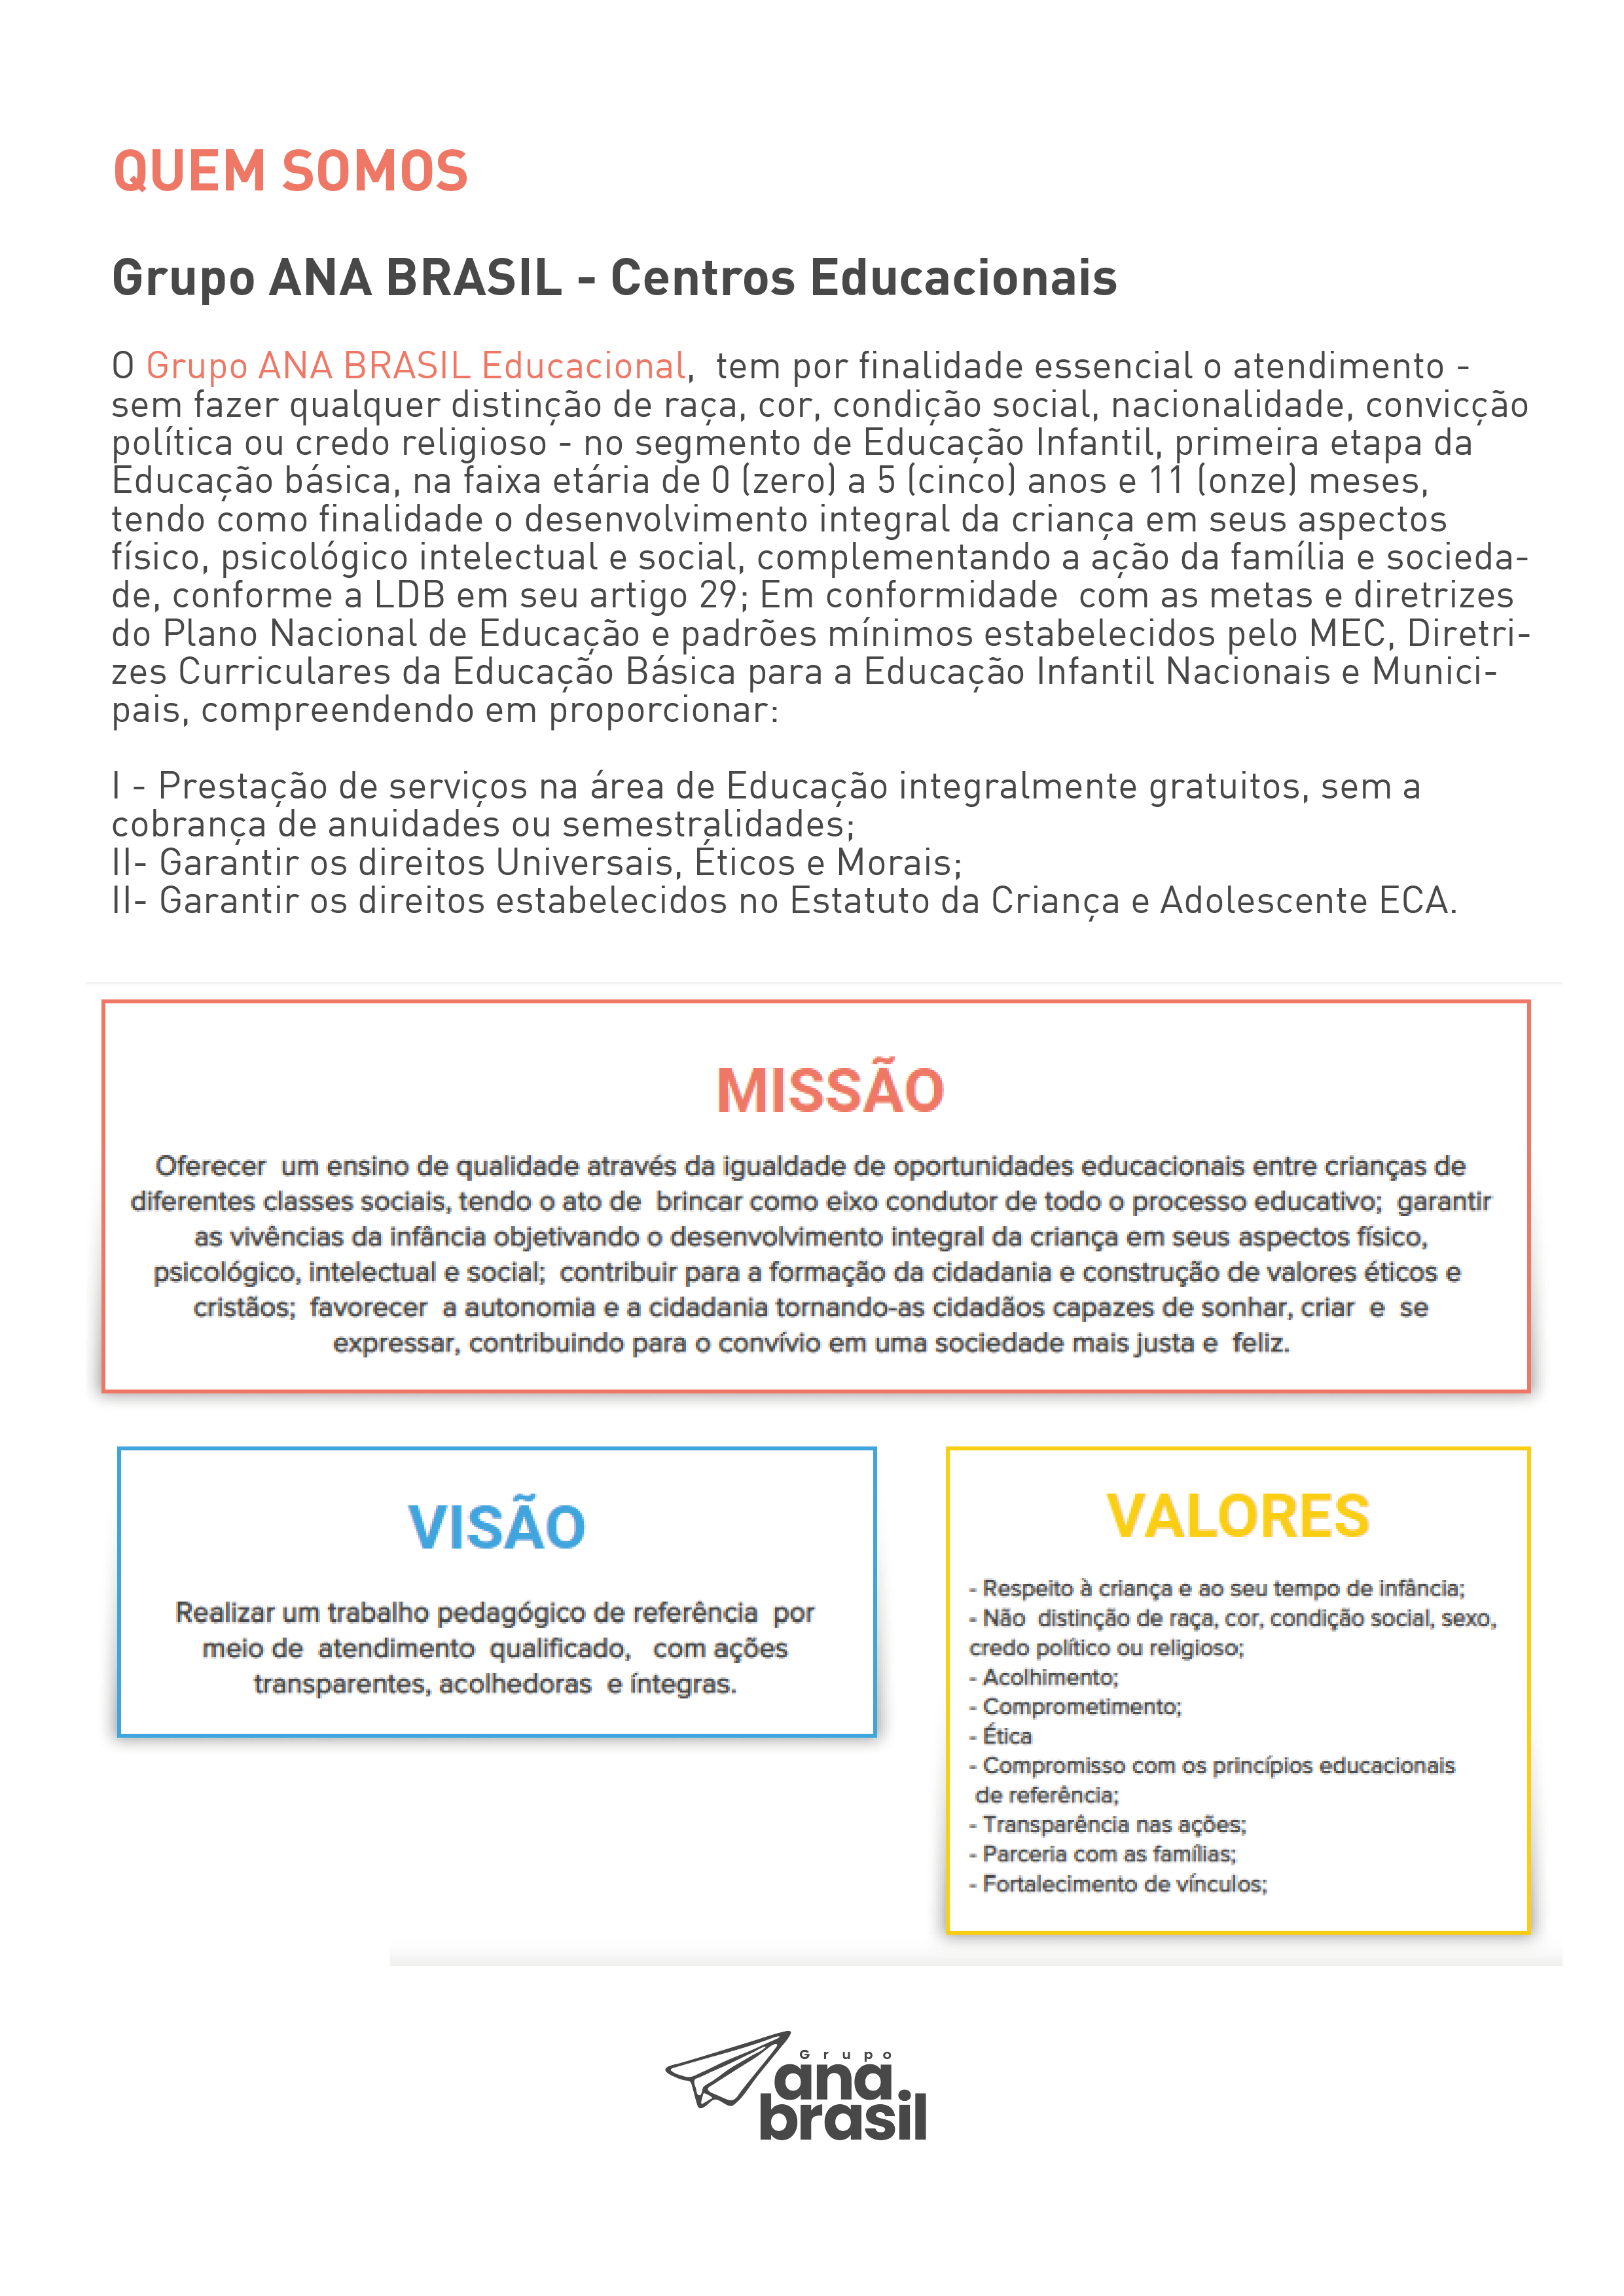 QUEM SOMOS
Grupo ANA BRASIL - Centros Educacionais
O Grupo ANA BRASIL Educacional, tem por finalidade essencial o atendimento -
sem fazer qualquer distinção de raça, cor, condição social, nacionalidade, convicção
política ou credo religioso - no segmento de Educação Infantil, primeira etapa da
Educação básica, na faixa etária de 0 (zero) a 5 (cinco) anos e 11 (onze) meses,
tendo como finalidade o desenvolvimento integral da criança em seus aspectos
físico, psicológico intelectual e social, complementando a ação da família e socieda-
de, conforme a LDB em seu artigo 29; Em conformidade com as metas e diretrizes
do Plano Nacional de Educação e padrões mínimos estabelecidos pelo MEC, Diretri-
zes Curriculares da Educação Básica para a Educação Infantil Nacionais e Munici-
pais, compreendendo em proporcionar:
I - Prestação de serviços na área de Educação integralmente gratuitos, sem a
cobrança de anuidades ou semestralidades;
II- Garantir os direitos Universais, Éticos e Morais;
II- Garantir os direitos estabelecidos no Estatuto da Criança e Adolescente ECA.
MISSÃO
Oferecer um ensino de qualidade através da igualdade de oportunidades educacionais entre crianças de
diferentes classes sociais, tendo o ato de brincar como eixo condutor de todo o processo educativo; garantir
as vivências da infância objetivando o desenvolvimento integral da criança em seus aspectos físico,
psicológico, intelectual e social; contribuir para a formação da cidadania e construção de valores éticos e
cristãos; favorecer a autonomia e a cidadania tornando-as cidadãos capazes de sonhar, criar e se
expressar, contribuindo para o convívio em uma sociedade mais justa e feliz.
VISÃO
Realizar um trabalho pedagógico de referência por
meio de atendimento qualificado, com ações
transparentes, acolhedoras e íntegras.
VALORES
- Respeito à criança e ao seu tempo de infância;
- Não distinção de raça, cor, condição social, sexo,
credo político ou religioso;
- Acolhimento;
- Comprometimento;
- Ética
- Compromisso com os princípios educacionais
de referência;
- Transparência nas ações;
- Parceria com as famílias;
- Fortalecimento de vínculos;
Grupo
ana
brasil